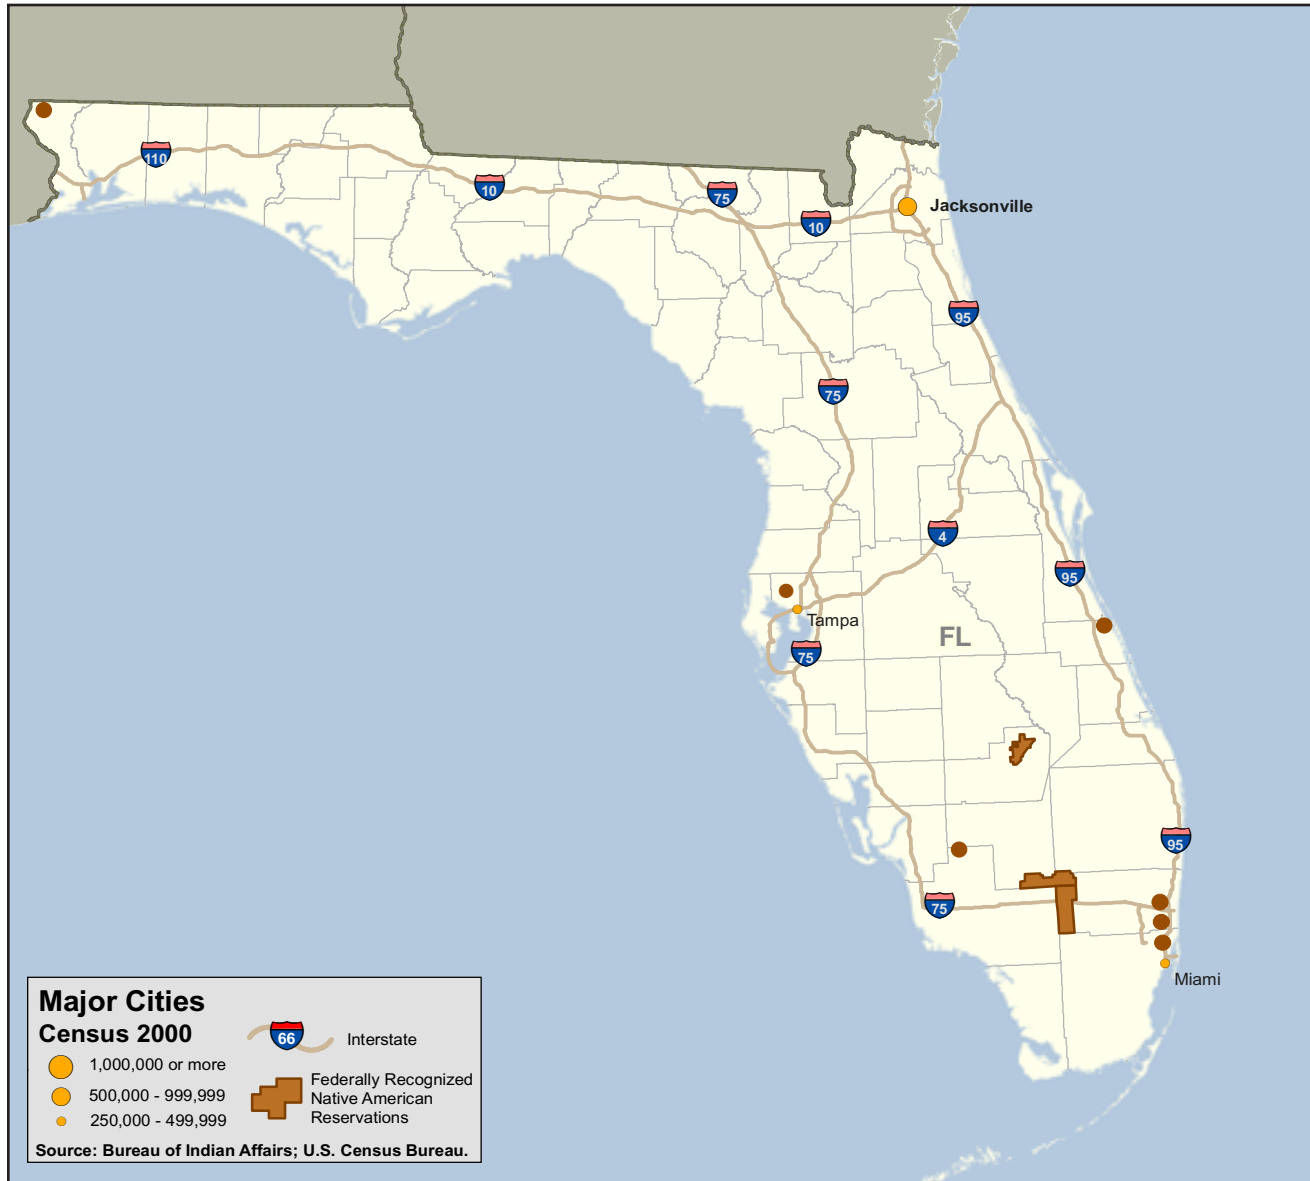 110
10
75
10
Jacksonville
95
75
4
95
Tampa
FL
75
95
75
Miami
Major Cities
Census 2000
66
Interstate
1,000,000 or more
500,000 - 999,999
250,000 - 499,999
Federally Recognized
Native American
Reservations
Source: Bureau of Indian Affairs; U.S. Census Bureau.